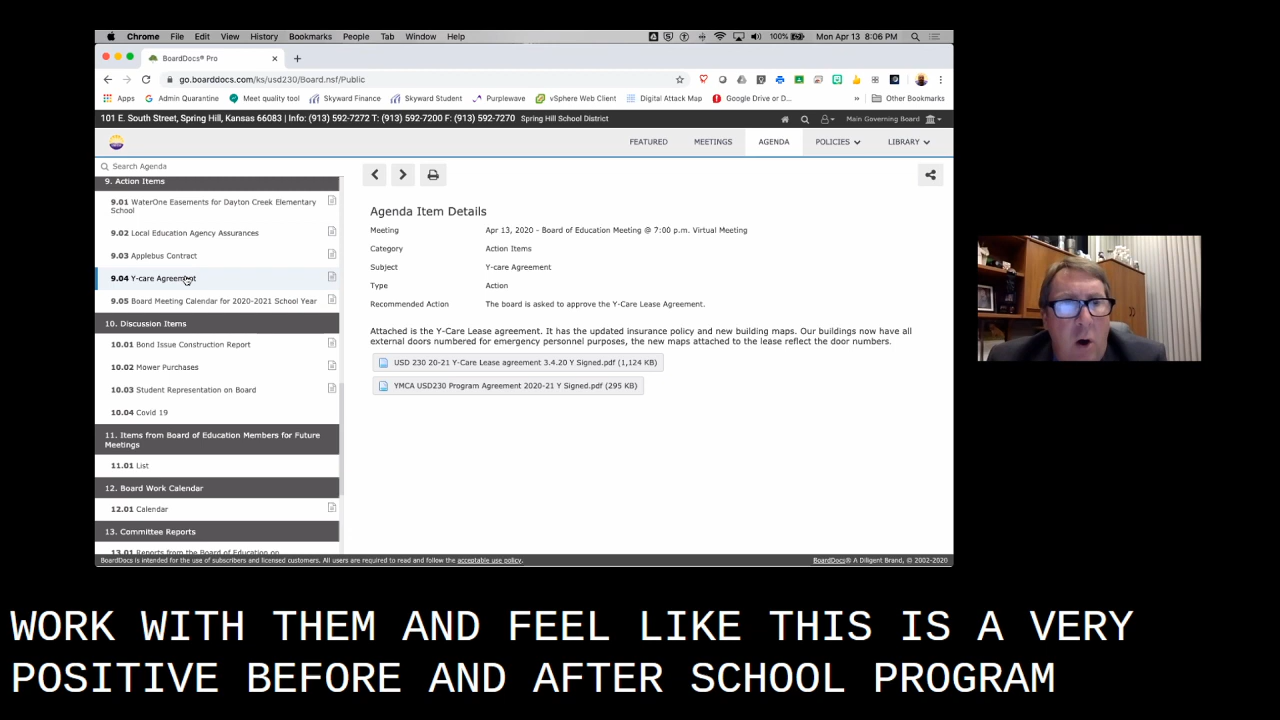 Chrome File Edit View History Bookmarks People Tab Window Help 100% Mon Apr 13 8:06 PM
BoardDocs® Pro
go.boarddocs.com/ks/usd230/Board.nsf/Public
Apps Admin Quarantine Meet quality tool Skyward Finance Skyward Student Purplewave vSphere Web Client Digital Attack Map Google Drive or D... » Other Bookmarks
101 E. South Street, Spring Hill, Kansas 66083 | Info: (913) 592-7272 T: (913) 592-7200 F: (913) 592-7270 Spring Hill School District Main Governing Board
FEATURED MEETINGS AGENDA POLICIES LIBRARY
Search Agenda
9. Action Items
9.01 WaterOne Easements for Dayton Creek Elementary
School
9.02 Local Education Agency Assurances
9.03 Applebus Contract
9.04 Y-care Agreement
9.05 Board Meeting Calendar for 2020-2021 School Year
10. Discussion Items
10.01 Bond Issue Construction Report
10.02 Mower Purchases
10.03 Student Representation on Board
10.04 Covid 19
11. Items from Board of Education Members for Future
Meetings
11.01 List
12. Board Work Calendar
12.01 Calendar
13. Committee Reports
13.01 Reports from the Board of Education on
Agenda Item Details
Meeting Apr 13, 2020 - Board of Education Meeting @ 7:00 p.m. Virtual Meeting
Category Action Items
Subject Y-care Agreement
Type Action
Recommended Action The board is asked to approve the Y-Care Lease Agreement.
Attached is the Y-Care Lease agreement. It has the updated insurance policy and new building maps. Our buildings now have all
external doors numbered for emergency personnel purposes, the new maps attached to the lease reflect the door numbers.
USD 230 20-21 Y-Care Lease agreement 3.4.20 Y Signed.pdf (1,124 KB)
YMCA USD230 Program Agreement 2020-21 Y Signed.pdf (295 KB)
BoardDocs is intended for the use of subscribers and licensed customers. All users are required to read and follow the acceptable use policy. BoardDocs® A Diligent Brand, © 2002-2020
WORK WITH THEM AND FEEL LIKE THIS IS A VERY
POSITIVE BEFORE AND AFTER SCHOOL PROGRAM